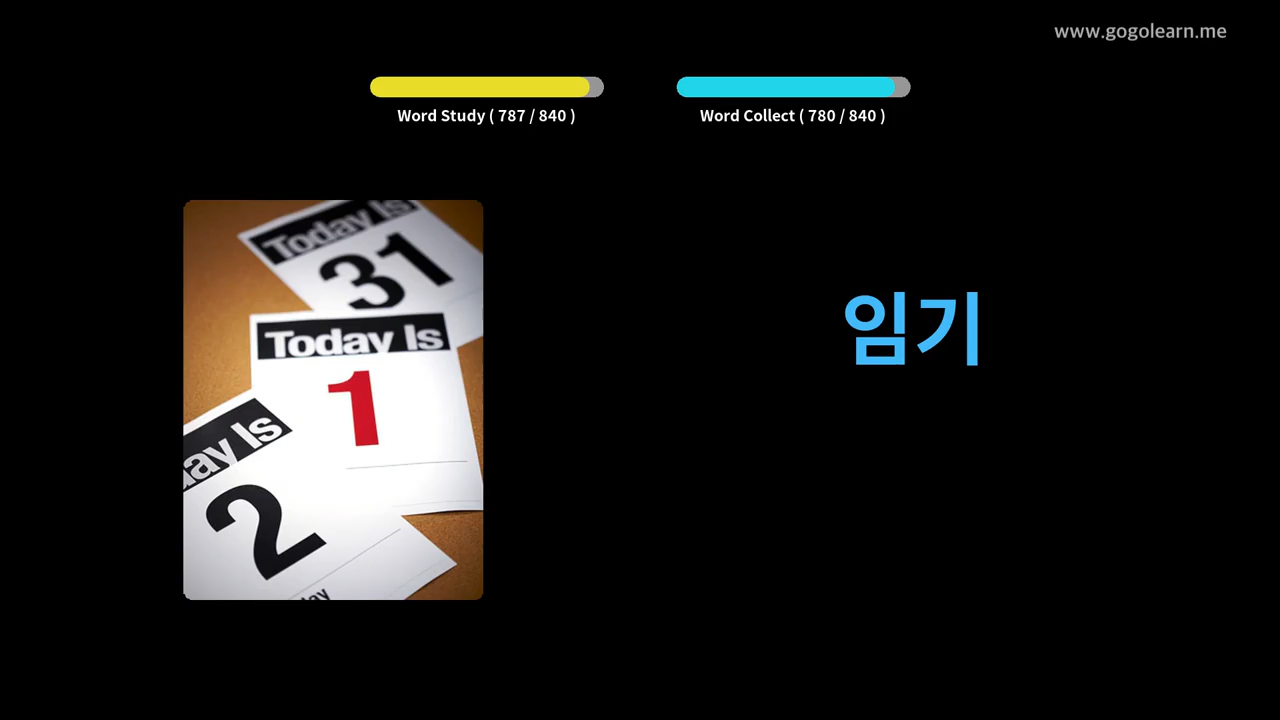 www.gogolearn.me
Word Study ( 787 / 840 )
Word Collect ( 780 / 840 )
Today Is
31
Today Is
1
ay Is
2
임기